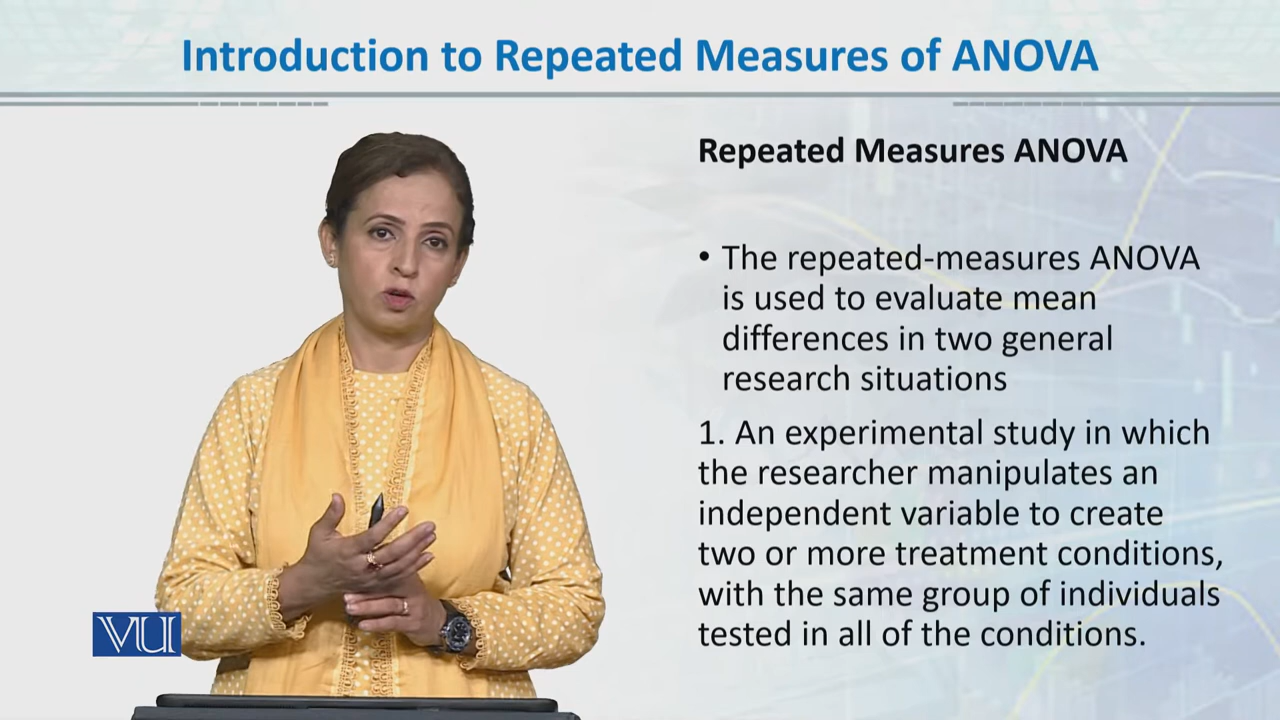 Introduction to Repeated Measures of ANOVA
Repeated Measures ANOVA
• The repeated-measures ANOVA
is used to evaluate mean
differences in two general
research situations
1. An experimental study in which
the researcher manipulates an
independent variable to create
two or more treatment conditions,
with the same group of individuals
tested in all of the conditions.
VU